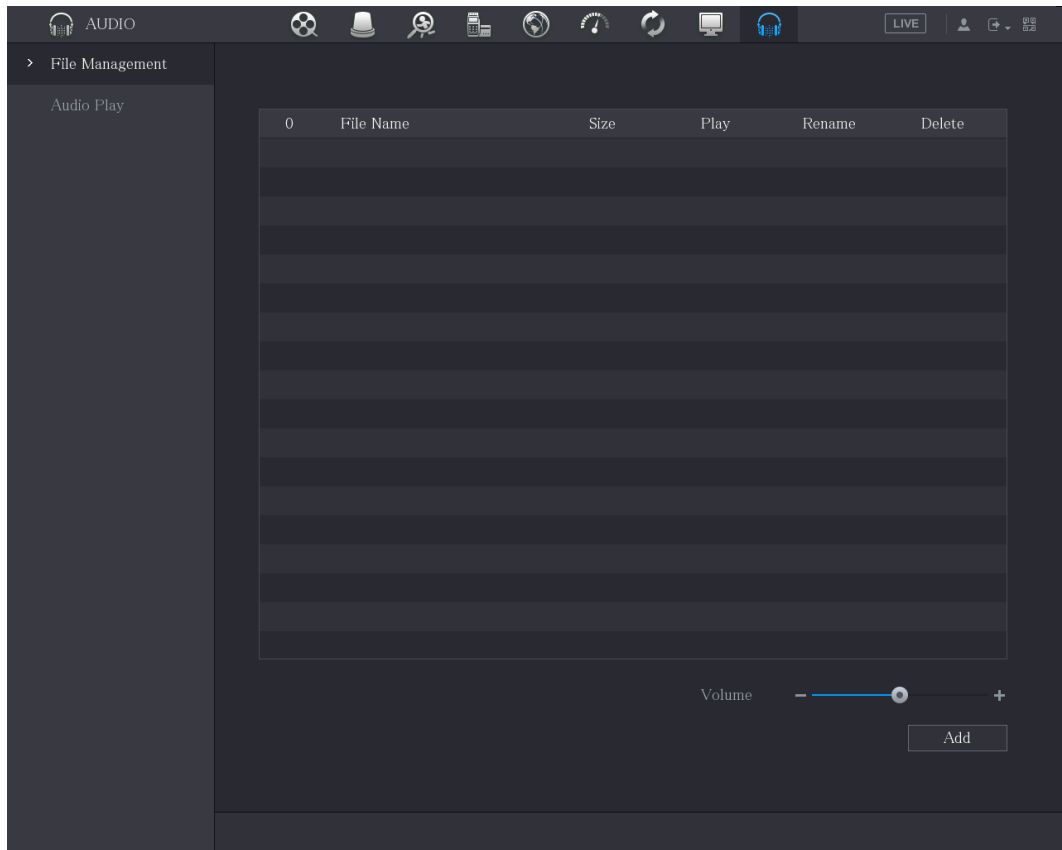 AUDIO
LIVE
File Management
Audio Play
0 File Name Size Play Rename Delete
Volume
Add